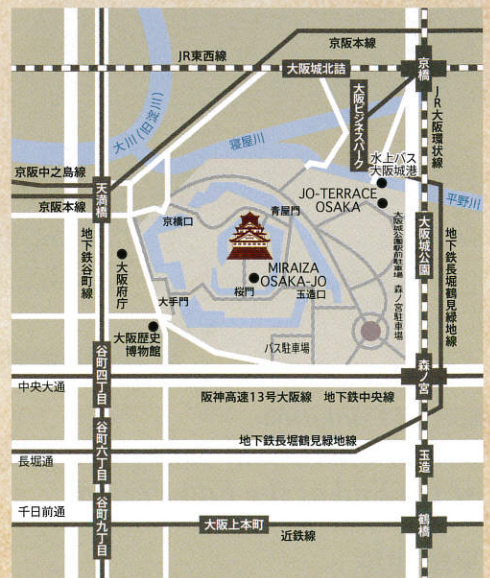 京阪本線
JR東西線
大阪城北詰
京橋
大川(旧淀川)
寝屋川
大阪ビジネスパーク
JR大阪環状線
水上バス
大阪城港
京阪中之島線
天満橋
平野川
京阪本線
京橋口
青屋門
JO-TERRACE
OSAKA
地下鉄谷町線
大阪府庁
MIRAIZA
OSAKA-JO
桜門
玉造口
大手門
大阪城公園駅前駐車場
大阪城公園
地下鉄長堀鶴見緑地線
森ノ宮駐車場
大阪歴史
博物館
バス駐車場
谷町四丁目
森ノ宮
中央大通
阪神高速13号大阪線
地下鉄中央線
谷町六丁目
地下鉄長堀鶴見緑地線
長堀通
玉造
千日前通
谷町九丁目
大阪上本町
近鉄線
鶴橋